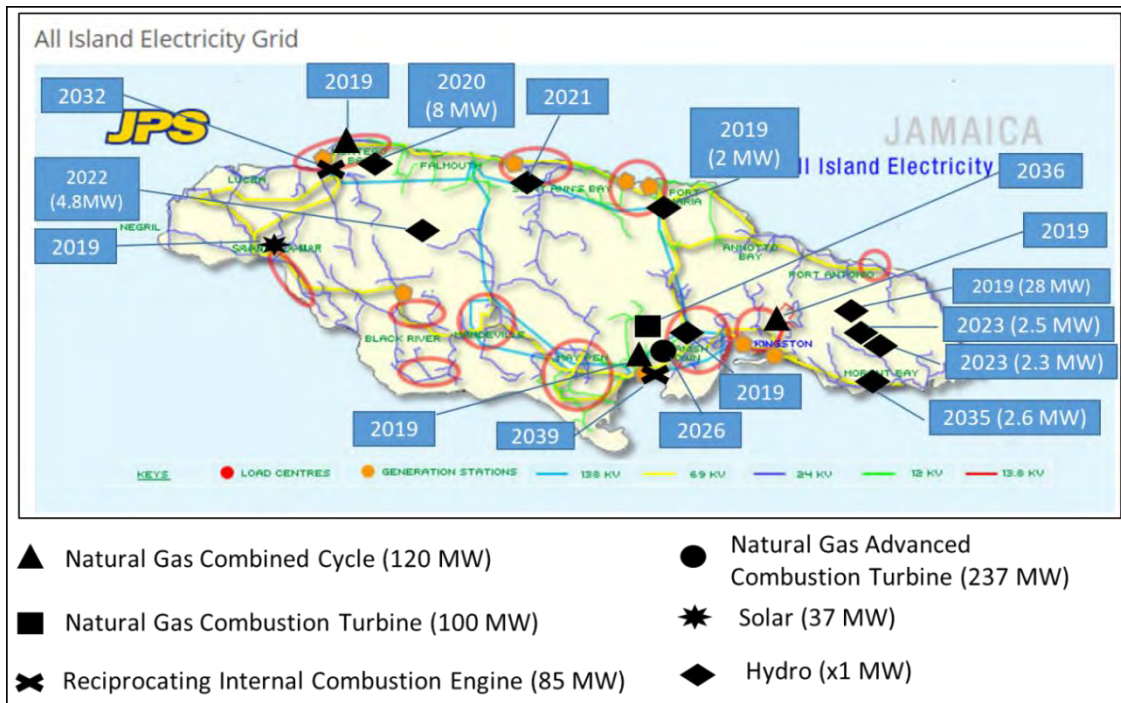 All Island Electricity Grid
2032
2019
2020
(8 MW)
2021
JPS
JAMAICA
2019
(2 MW)
ll Island Electricity
2036
LUCEA
FALMOUTH
ANN'S BAY
PORT
2022
(4.8MW)
NEGRIL
2019
2019
ANNOTTO
BAY
PORT ANTONIO
2019 (28 MW)
BLACK RIVER
MANDEVILLE
MAY PEN
KINGSTON
2023 (2.5 MW)
2023 (2.3 MW)
MORANT BAY
2019
2039
2026
2019
2035 (2.6 MW)
KEYS
LOAD CENTRES
GENERATION STATIONS
138 KV
69 KV
24 KV
12 KV
13.8 KV
Natural Gas Combined Cycle (120 MW)
Natural Gas Advanced
Combustion Turbine (237 MW)
Natural Gas Combustion Turbine (100 MW)
Solar (37 MW)
Reciprocating Internal Combustion Engine (85 MW)
Hydro (x1 MW)